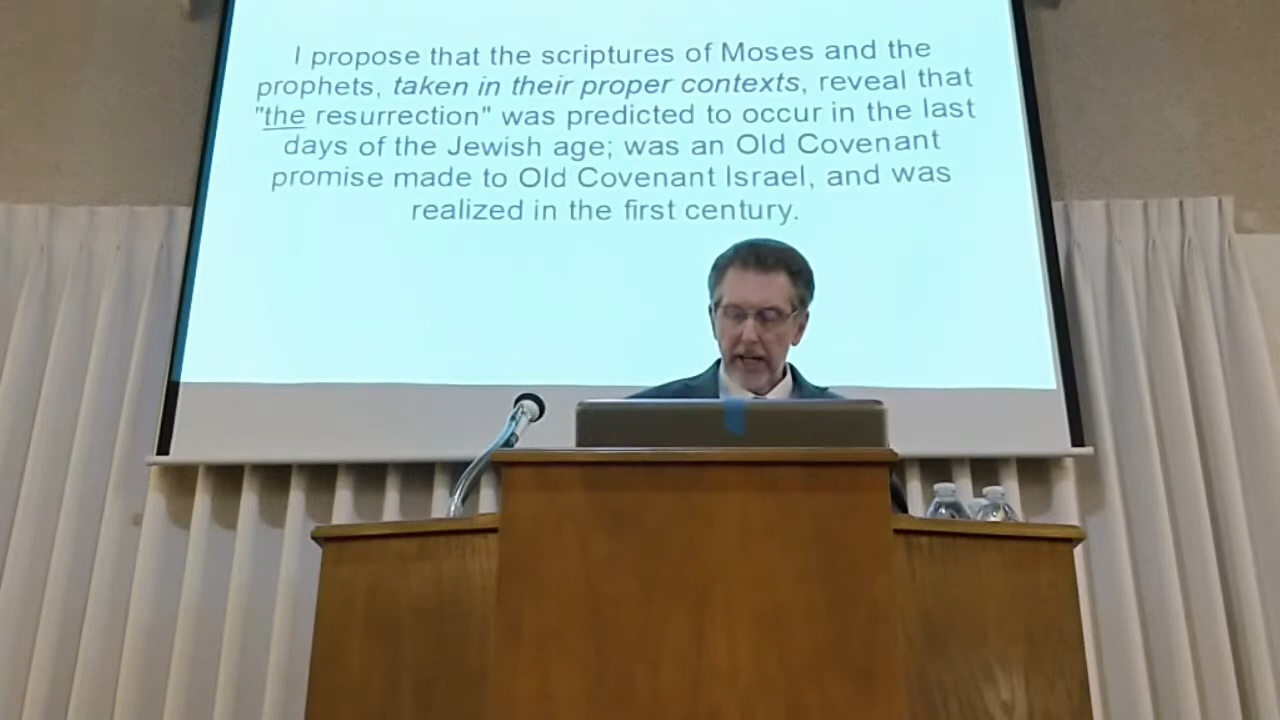 I propose that the scriptures of Moses and the
prophets, taken in their proper contexts, reveal that
"the resurrection" was predicted to occur in the last
days of the Jewish age; was an Old Covenant
promise made to Old Covenant Israel, and was
realized in the first century.